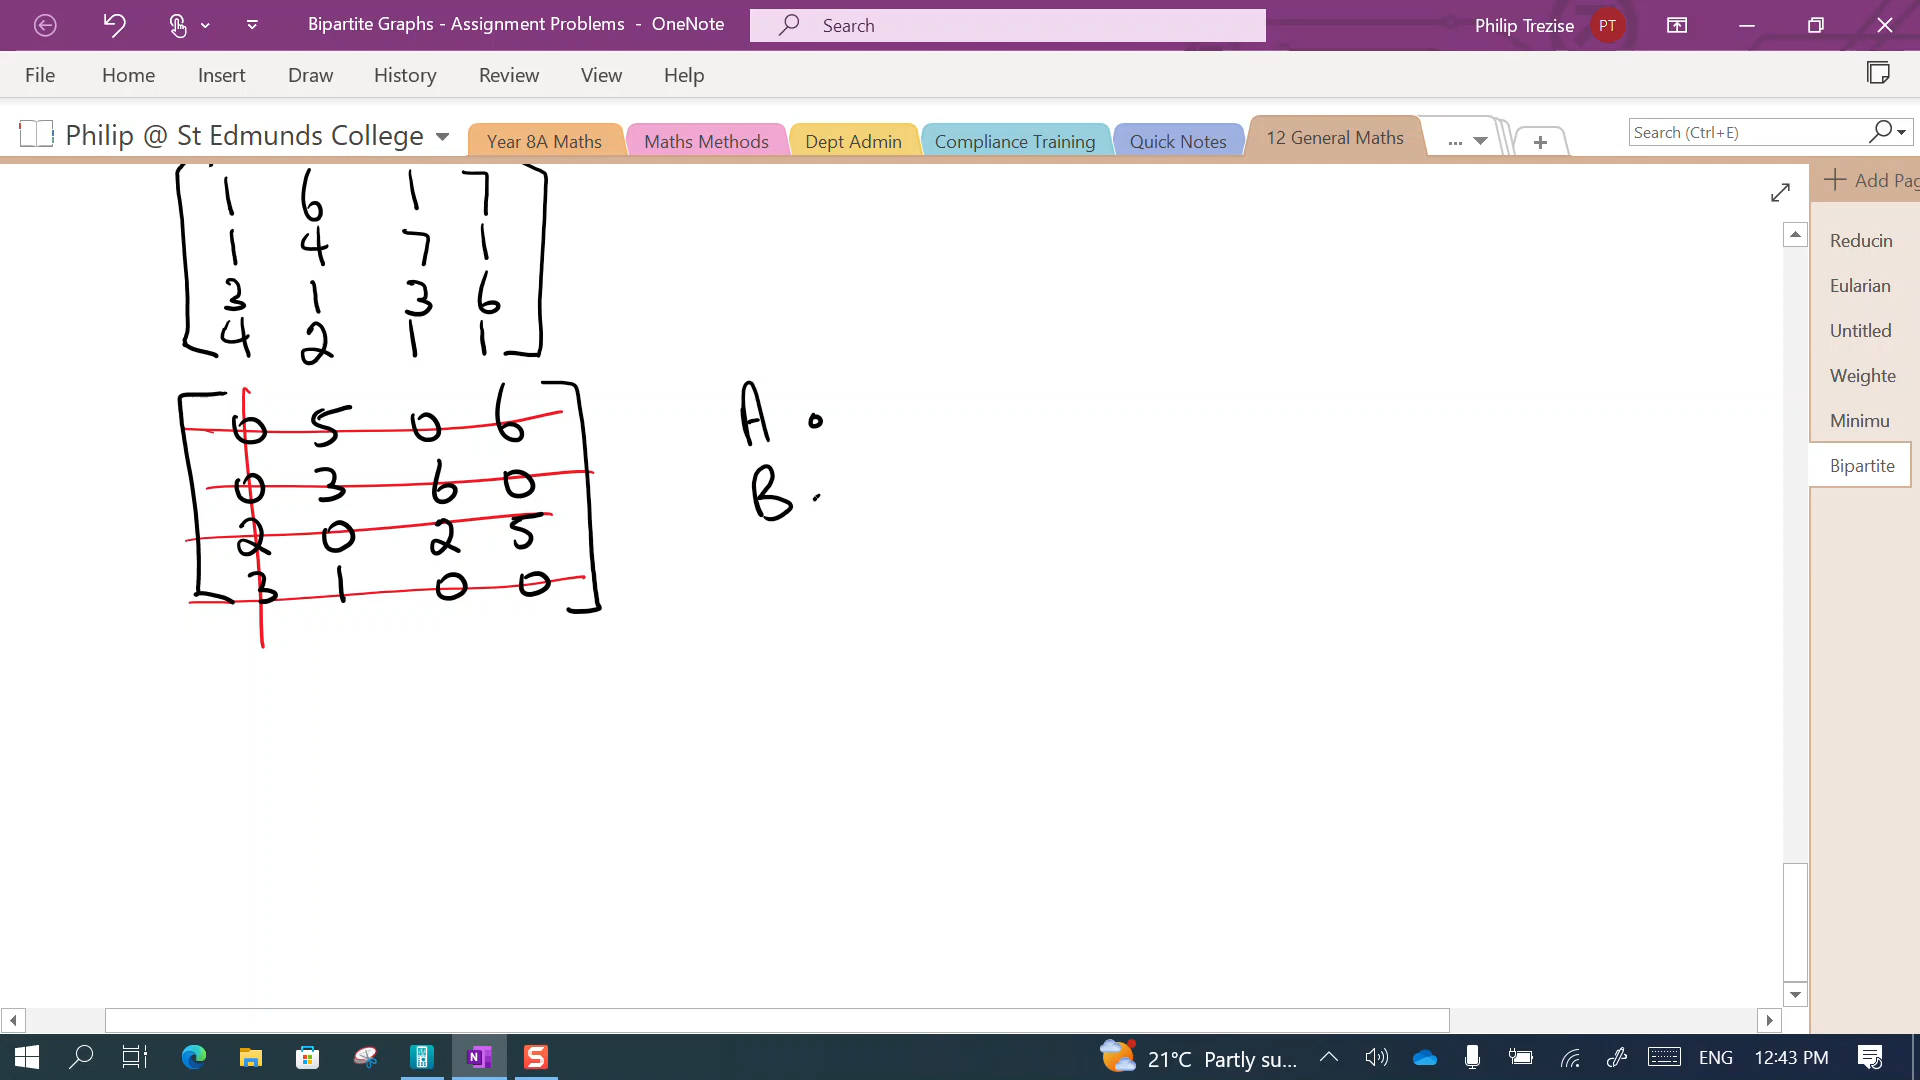 Bipartite Graphs - Assignment Problems - OneNote
Search
Philip Trezise
PT
File Home Insert Draw History Review View Help
Philip @ St Edmunds College
Year 8A Maths
Maths Methods
Dept Admin
Compliance Training
Quick Notes
12 General Maths
...
Search (Ctrl+E)
Add Pag
Reducin
Eularian
Untitled
Weighte
Minimu
Bipartite
1 6 1 7
1 4 7 1
3 1 3 6
4 2 1 1
0 5 0 6
0 3 6 0
2 0 2 5
3 1 0 0
A
B
21°C Partly su...
ENG
12:43 PM